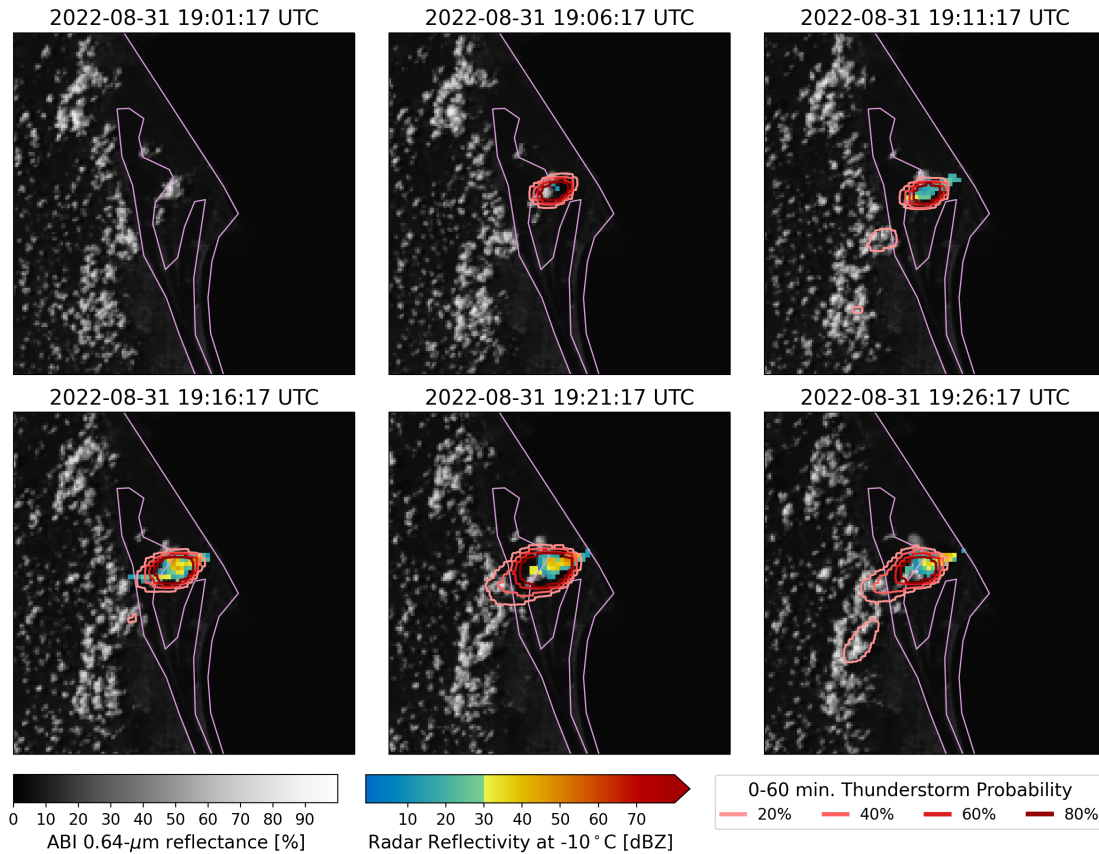 2022-08-31 19:01:17 UTC
2022-08-31 19:06:17 UTC
2022-08-31 19:11:17 UTC
2022-08-31 19:16:17 UTC
2022-08-31 19:21:17 UTC
2022-08-31 19:26:17 UTC
0 10 20 30 40 50 60 70 80 90
ABI 0.64-μm reflectance [%]
10 20 30 40 50 60 70
Radar Reflectivity at -10°C [dBZ]
0-60 min. Thunderstorm Probability
20% 40% 60% 80%